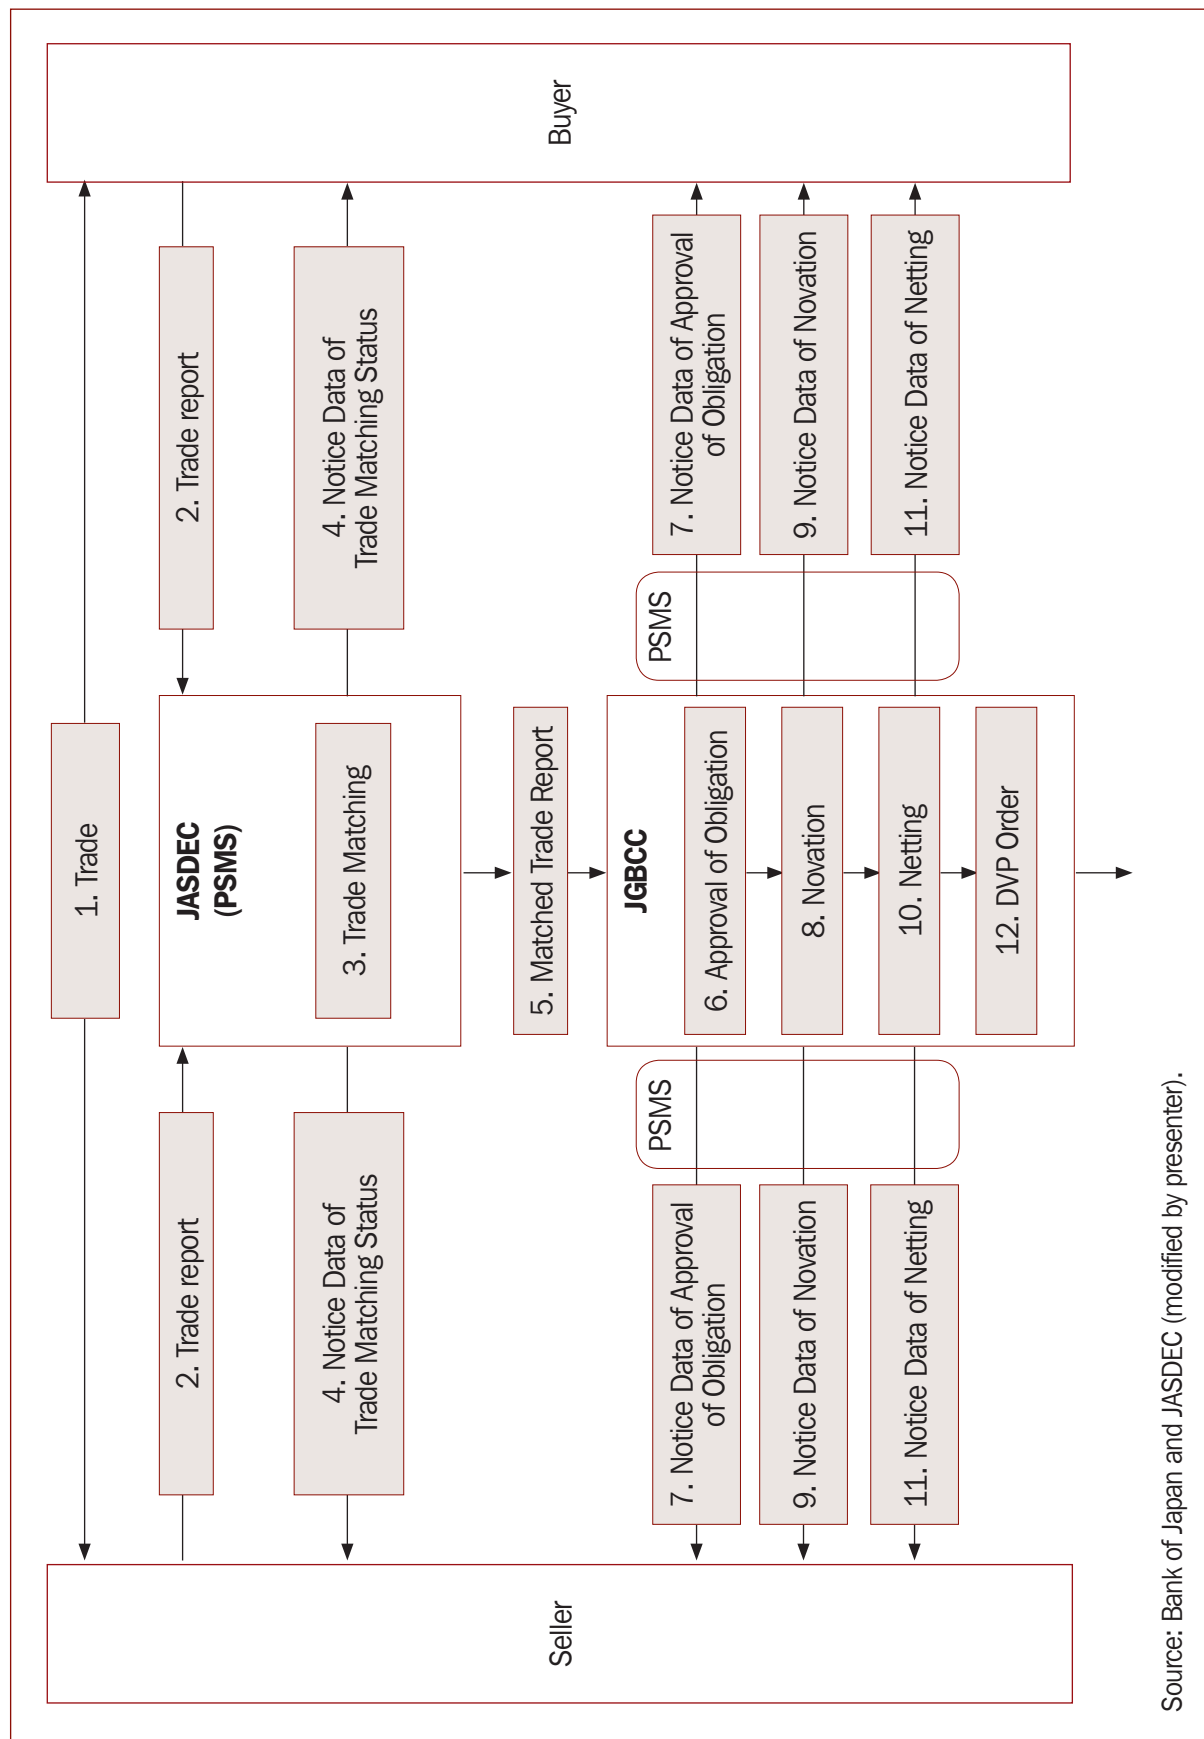 Seller
Buyer
1. Trade
2. Trade report
JASDEC
(PSMS)
2. Trade report
3. Trade Matching
4. Notice Data of
Trade Matching Status
4. Notice Data of
Trade Matching Status
5. Matched Trade Report
JGBCC
PSMS
PSMS
6. Approval of Obligation
7. Notice Data of Approval
of Obligation
7. Notice Data of Approval
of Obligation
8. Novation
9. Notice Data of Novation
9. Notice Data of Novation
10. Netting
11. Notice Data of Netting
11. Notice Data of Netting
12. DVP Order
Source: Bank of Japan and JASDEC (modified by presenter).